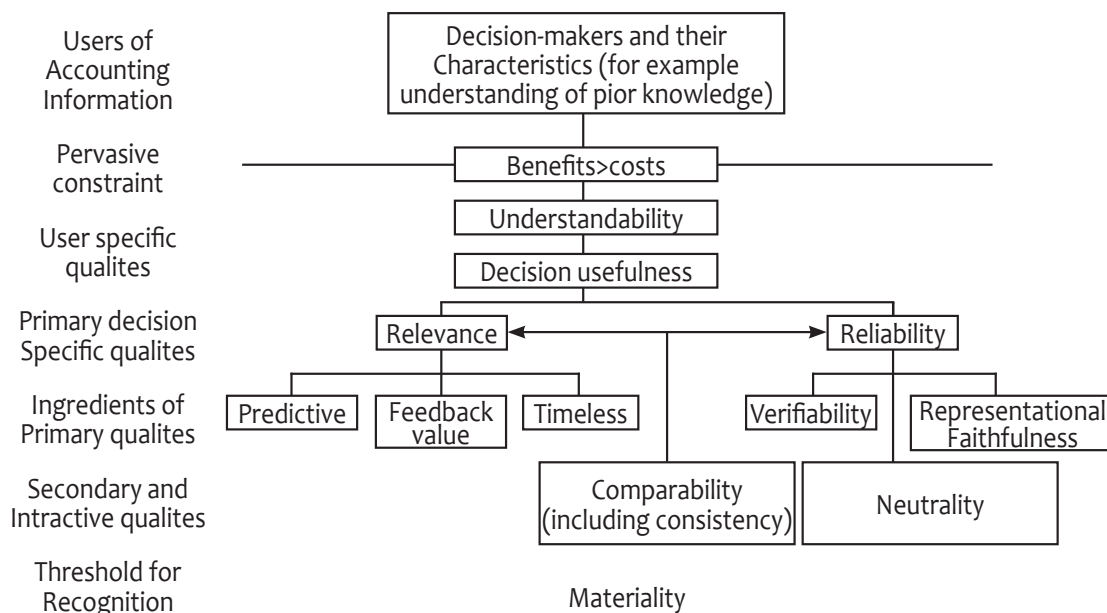 Users of
Accounting
Information
Decision-makers and their
Characteristics (for example
understanding of pior knowledge)
Pervasive
constraint
Benefits>costs
Understandability
User specific
qualites
Decision usefulness
Primary decision
Specific qualites
Relevance
Reliability
Ingredients of
Primary qualites
Predictive
Feedback
value
Timeless
Verifiability
Representational
Faithfulness
Secondary and
Intractive qualites
Comparability
(including consistency)
Neutrality
Threshold for
Recognition
Materiality